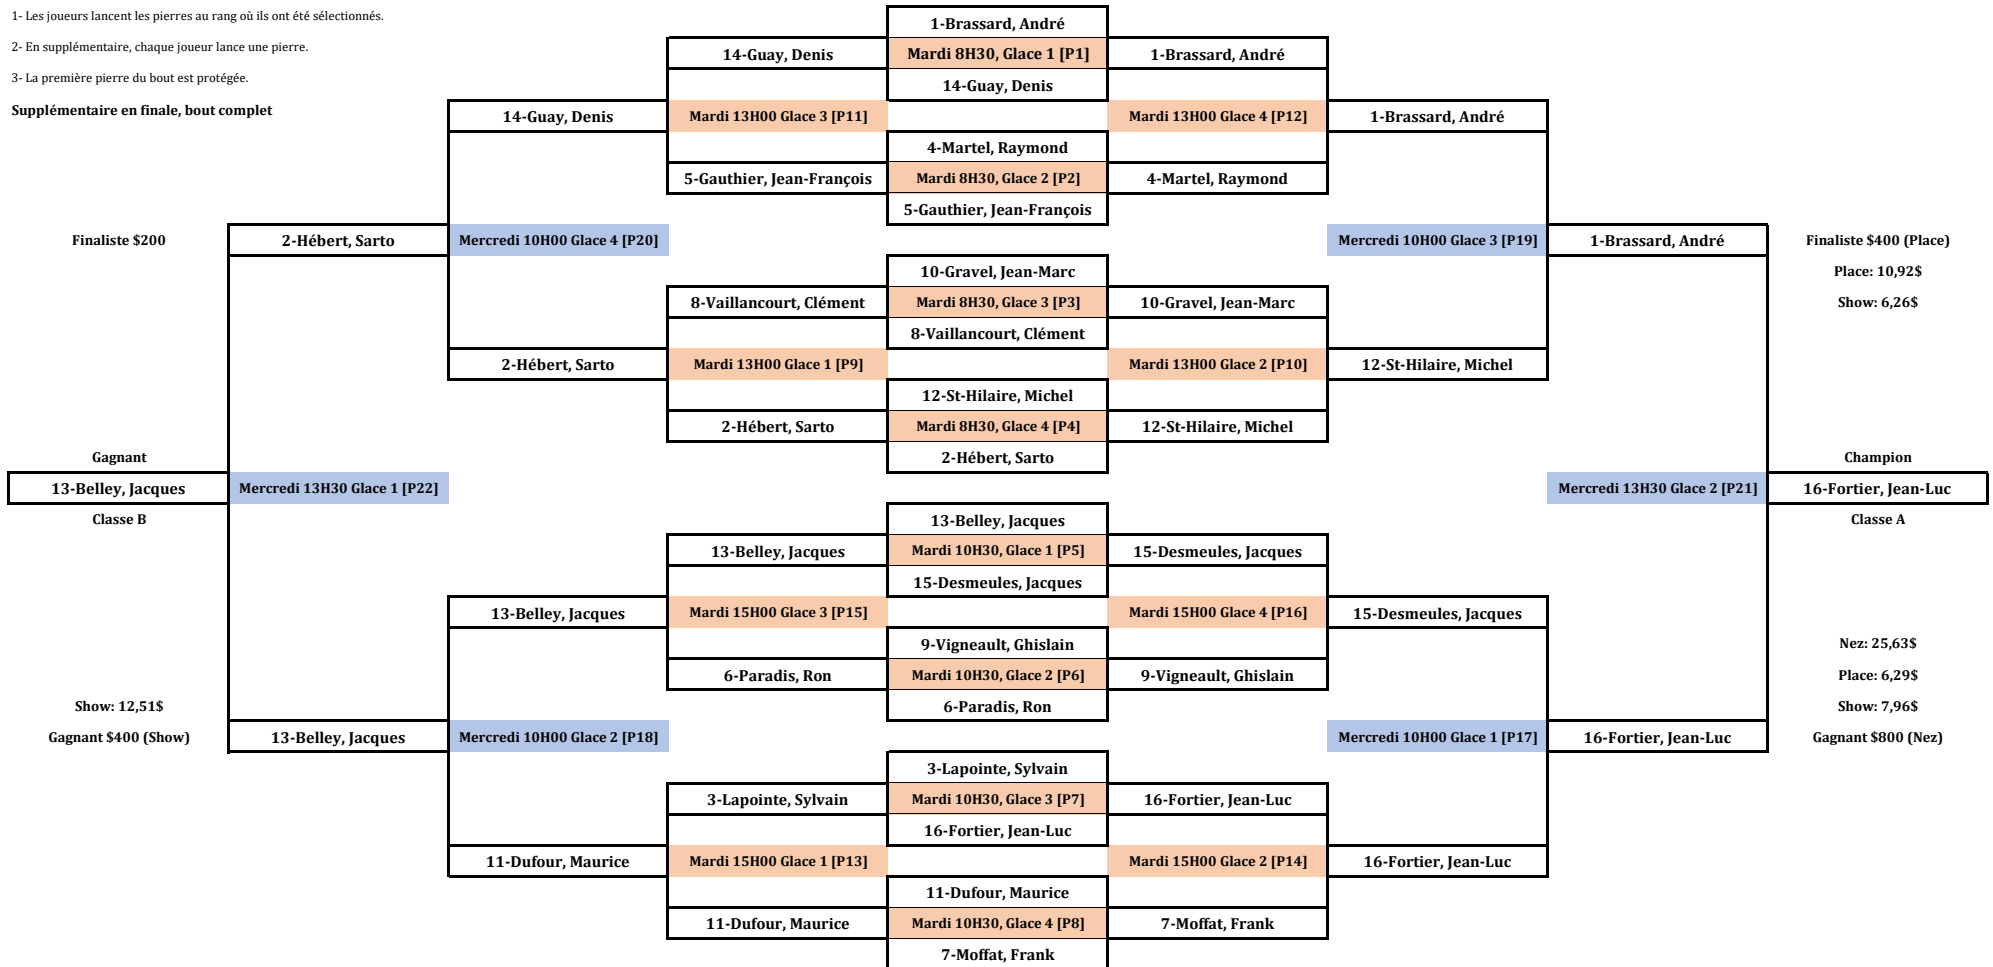 1- Les joueurs lancent les pierres au rang où ils ont été sélectionnés.
2- En supplémentaire, chaque joueur lance une pierre.
3- La première pierre du bout est protégée.
Supplémentaire en finale, bout complet
1-Brassard, André
14-Guay, Denis
Mardi 8H30, Glace 1 [P1]
1-Brassard, André
14-Guay, Denis
14-Guay, Denis
Mardi 13H00 Glace 3 [P11]
Mardi 13H00 Glace 4 [P12]
1-Brassard, André
4-Martel, Raymond
5-Gauthier, Jean-François
Mardi 8H30, Glace 2 [P2]
4-Martel, Raymond
5-Gauthier, Jean-François
Finaliste $200
2-Hébert, Sarto
Mercredi 10H00 Glace 4 [P20]
Mercredi 10H00 Glace 3 [P19]
1-Brassard, André
Finaliste $400 (Place)
10-Gravel, Jean-Marc
Place: 10,92$
8-Vaillancourt, Clément
Mardi 8H30, Glace 3 [P3]
10-Gravel, Jean-Marc
Show: 6,26$
8-Vaillancourt, Clément
2-Hébert, Sarto
Mardi 13H00 Glace 1 [P9]
Mardi 13H00 Glace 2 [P10]
12-St-Hilaire, Michel
12-St-Hilaire, Michel
2-Hébert, Sarto
Mardi 8H30, Glace 4 [P4]
12-St-Hilaire, Michel
Gagnant
2-Hébert, Sarto
Champion
13-Belley, Jacques
Mercredi 13H30 Glace 1 [P22]
Mercredi 13H30 Glace 2 [P21]
16-Fortier, Jean-Luc
Classe B
13-Belley, Jacques
Classe A
13-Belley, Jacques
Mardi 10H30, Glace 1 [P5]
15-Desmeules, Jacques
15-Desmeules, Jacques
13-Belley, Jacques
Mardi 15H00 Glace 3 [P15]
Mardi 15H00 Glace 4 [P16]
15-Desmeules, Jacques
9-Vigneault, Ghislain
Nez: 25,63$
6-Paradis, Ron
Mardi 10H30, Glace 2 [P6]
9-Vigneault, Ghislain
Place: 6,29$
Show: 12,51$
6-Paradis, Ron
Show: 7,96$
Gagnant $400 (Show)
13-Belley, Jacques
Mercredi 10H00 Glace 2 [P18]
Mercredi 10H00 Glace 1 [P17]
16-Fortier, Jean-Luc
Gagnant $800 (Nez)
3-Lapointe, Sylvain
3-Lapointe, Sylvain
Mardi 10H30, Glace 3 [P7]
16-Fortier, Jean-Luc
16-Fortier, Jean-Luc
11-Dufour, Maurice
Mardi 15H00 Glace 1 [P13]
Mardi 15H00 Glace 2 [P14]
16-Fortier, Jean-Luc
11-Dufour, Maurice
11-Dufour, Maurice
Mardi 10H30, Glace 4 [P8]
7-Moffat, Frank
7-Moffat, Frank